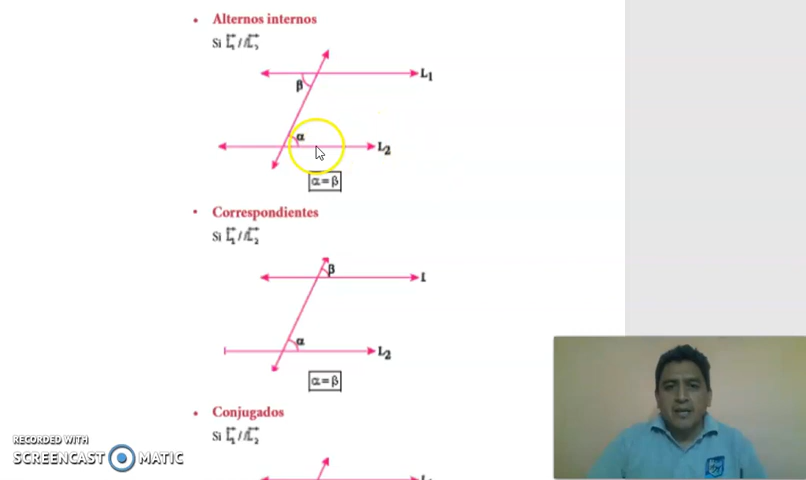 • Alternos internos
Si L₁ // L₂
L₁
β
α
L₂
α = β
• Correspondientes
Si L₁ // L₂
β
α
L₂
α = β
• Conjugados
Si L₁ // L₂
RECORDED WITH
SCREENCAST MATIC